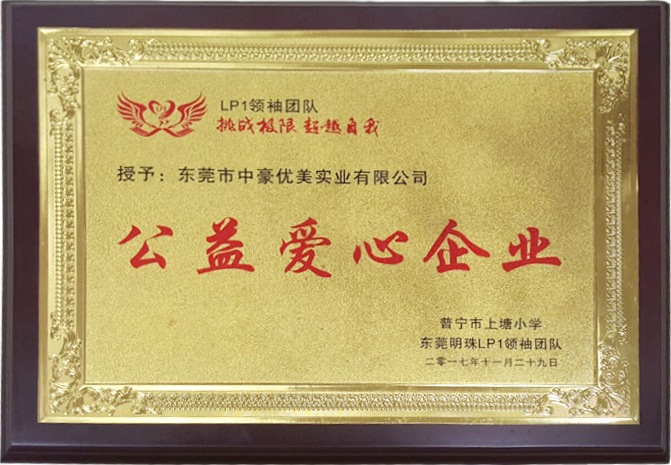 LP1领袖团队
挑战极限 超越自我
授予：东莞市中豪优美实业有限公司
公益爱心企业
普宁市上塘小学
东莞明珠LP1领袖团队
二零一七年十一月二十九日